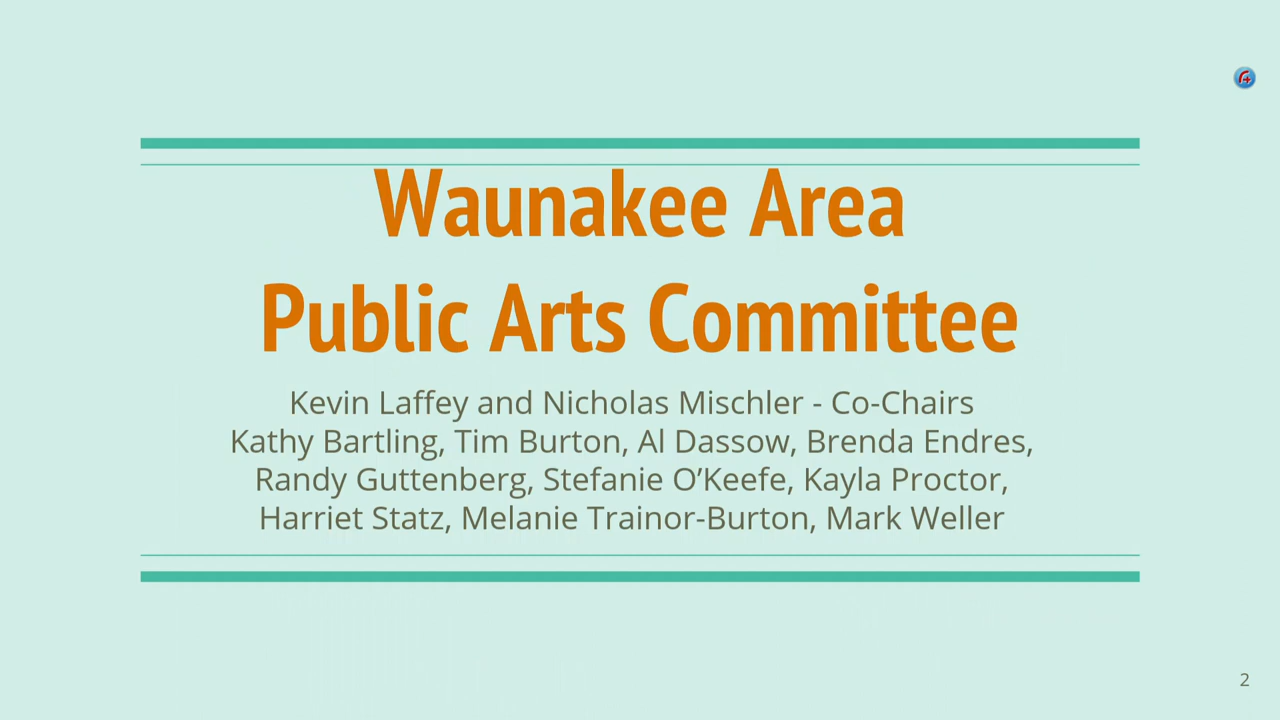 Waunakee Area
Public Arts Committee
Kevin Laffey and Nicholas Mischler - Co-Chairs
Kathy Bartling, Tim Burton, Al Dassow, Brenda Endres,
Randy Guttenberg, Stefanie O’Keefe, Kayla Proctor,
Harriet Statz, Melanie Trainor-Burton, Mark Weller
2